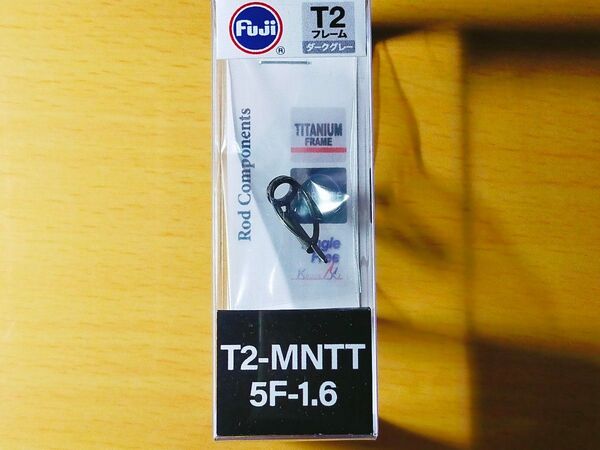 Fuji
®
T2
フレーム
ダークグレー
TITANIUM
FRAME
Rod Components
Free
T2-MNTT
5F-1.6